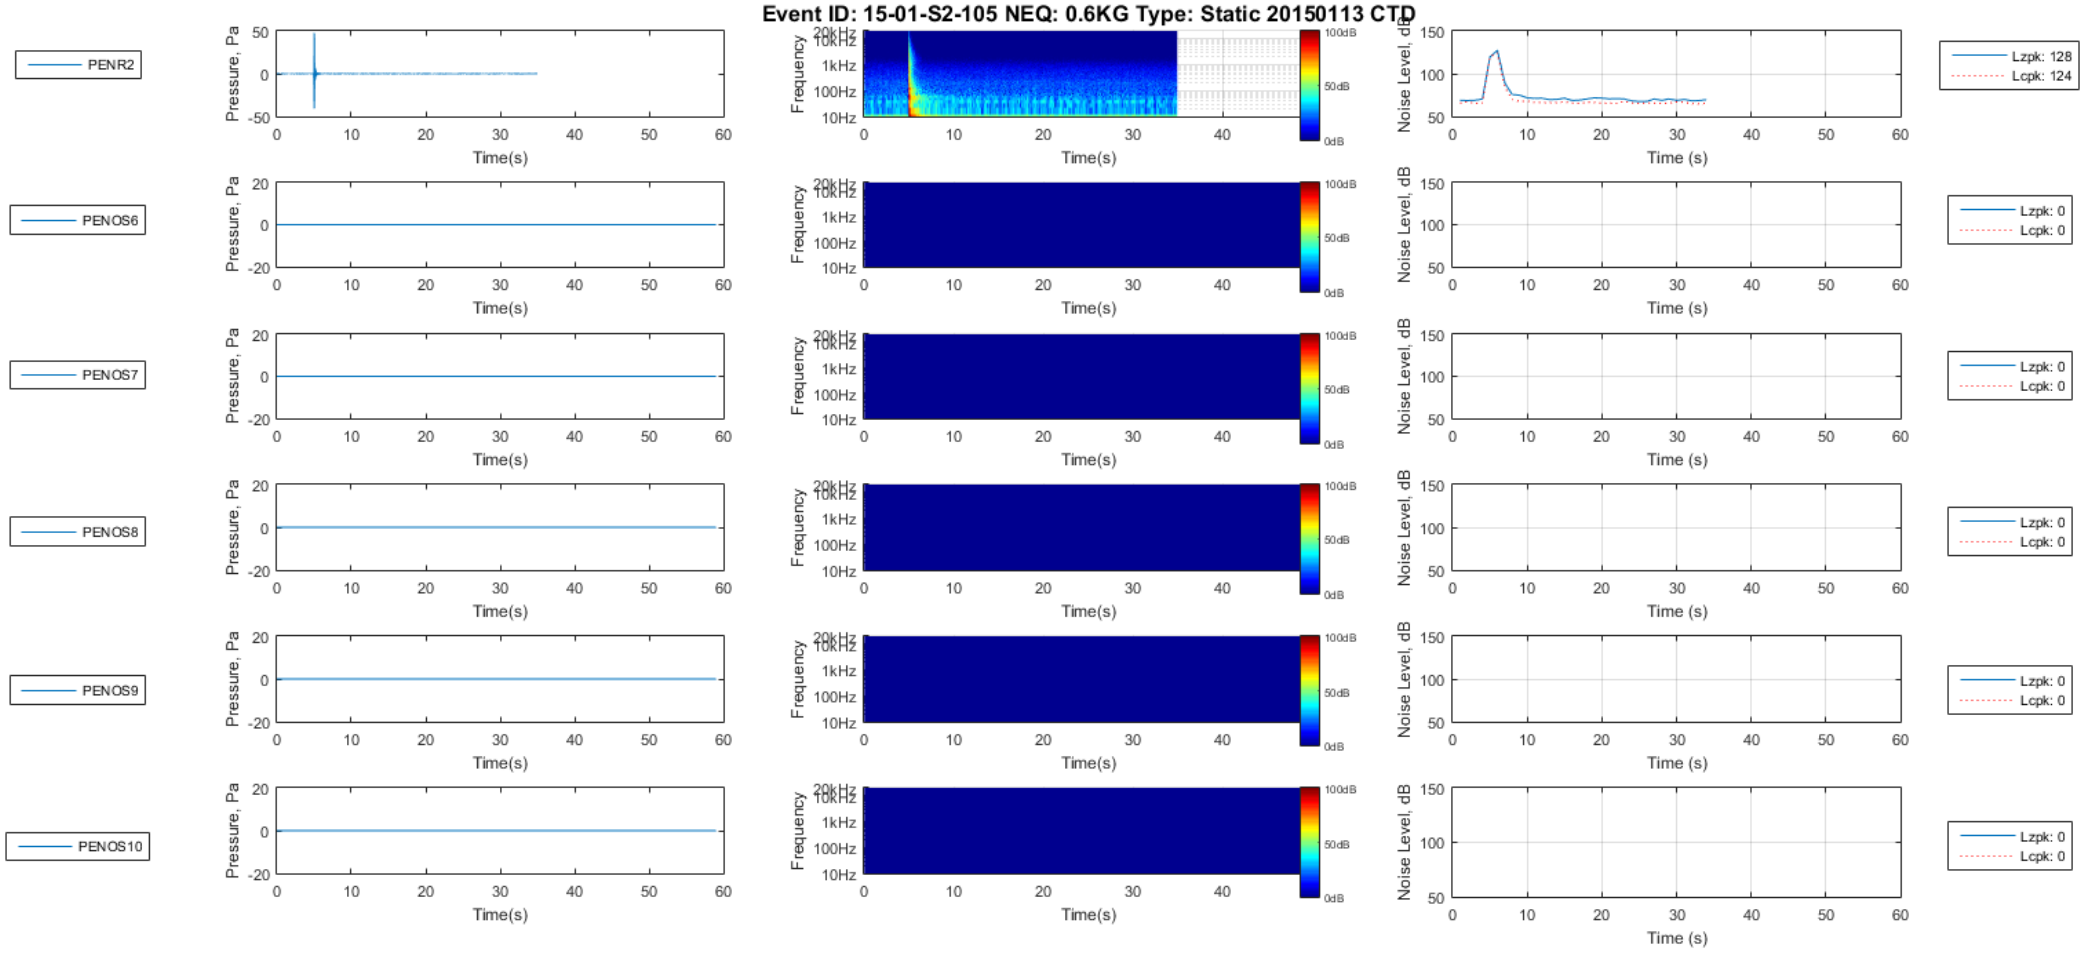 Event ID: 15-01-S2-105 NEQ: 0.6KG Type: Static 20150113 CTD
PENR2
Pressure, Pa
50
0
-50
0 10 20 30 40 50 60
Time(s)
Frequency
20kHz
10kHz
1kHz
100Hz
10Hz
0 10 20 30 40
Time(s)
100dB
50dB
0dB
Noise Level, dB
150
100
50
0 10 20 30 40 50 60
Time (s)
Lzpk: 128
Lcpk: 124
PENOS6
Pressure, Pa
20
0
-20
0 10 20 30 40 50 60
Time(s)
Frequency
20kHz
10kHz
1kHz
100Hz
10Hz
0 10 20 30 40
Time(s)
100dB
50dB
0dB
Noise Level, dB
150
100
50
0 10 20 30 40 50 60
Time (s)
Lzpk: 0
Lcpk: 0
PENOS7
Pressure, Pa
20
0
-20
0 10 20 30 40 50 60
Time(s)
Frequency
20kHz
10kHz
1kHz
100Hz
10Hz
0 10 20 30 40
Time(s)
100dB
50dB
0dB
Noise Level, dB
150
100
50
0 10 20 30 40 50 60
Time (s)
Lzpk: 0
Lcpk: 0
PENOS8
Pressure, Pa
20
0
-20
0 10 20 30 40 50 60
Time(s)
Frequency
20kHz
10kHz
1kHz
100Hz
10Hz
0 10 20 30 40
Time(s)
100dB
50dB
0dB
Noise Level, dB
150
100
50
0 10 20 30 40 50 60
Time (s)
Lzpk: 0
Lcpk: 0
PENOS9
Pressure, Pa
20
0
-20
0 10 20 30 40 50 60
Time(s)
Frequency
20kHz
10kHz
1kHz
100Hz
10Hz
0 10 20 30 40
Time(s)
100dB
50dB
0dB
Noise Level, dB
150
100
50
0 10 20 30 40 50 60
Time (s)
Lzpk: 0
Lcpk: 0
PENOS10
Pressure, Pa
20
0
-20
0 10 20 30 40 50 60
Time(s)
Frequency
20kHz
10kHz
1kHz
100Hz
10Hz
0 10 20 30 40
Time(s)
100dB
50dB
0dB
Noise Level, dB
150
100
50
0 10 20 30 40 50 60
Time (s)
Lzpk: 0
Lcpk: 0